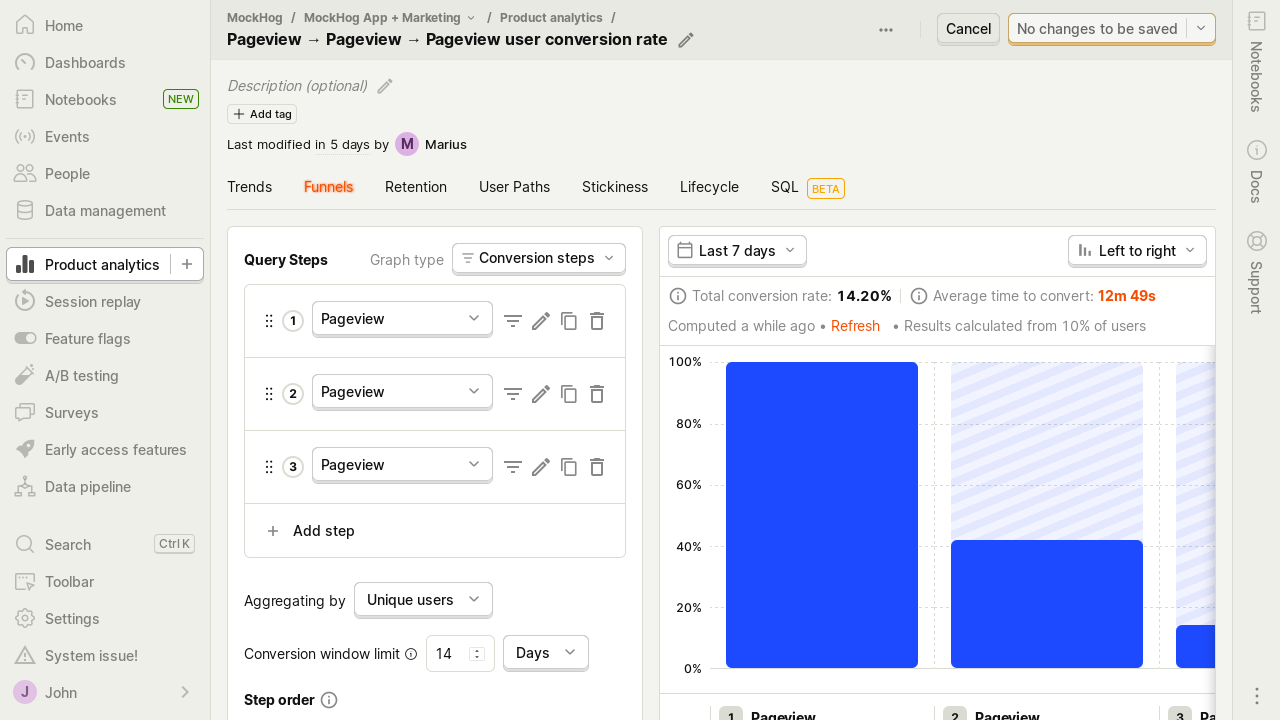 Home
Dashboards
Notebooks NEW
Events
People
Data management
Product analytics
Session replay
Feature flags
A/B testing
Surveys
Early access features
Data pipeline
Search Ctrl K
Toolbar
Settings
System issue!
J John
MockHog / MockHog App + Marketing / Product analytics /
Pageview → Pageview → Pageview user conversion rate
Cancel
No changes to be saved
Description (optional)
Add tag
Last modified in 5 days by M Marius
Trends Funnels Retention User Paths Stickiness Lifecycle SQL BETA
Query Steps Graph type Conversion steps
1 Pageview
2 Pageview
3 Pageview
Add step
Aggregating by Unique users
Conversion window limit 14 Days
Step order
Last 7 days Left to right
Total conversion rate: 14.20% Average time to convert: 12m 49s
Computed a while ago • Refresh • Results calculated from 10% of users
100%
80%
60%
40%
20%
0%
1 Pageview 2 Pageview 3 Pa
Notebooks
Docs
Support